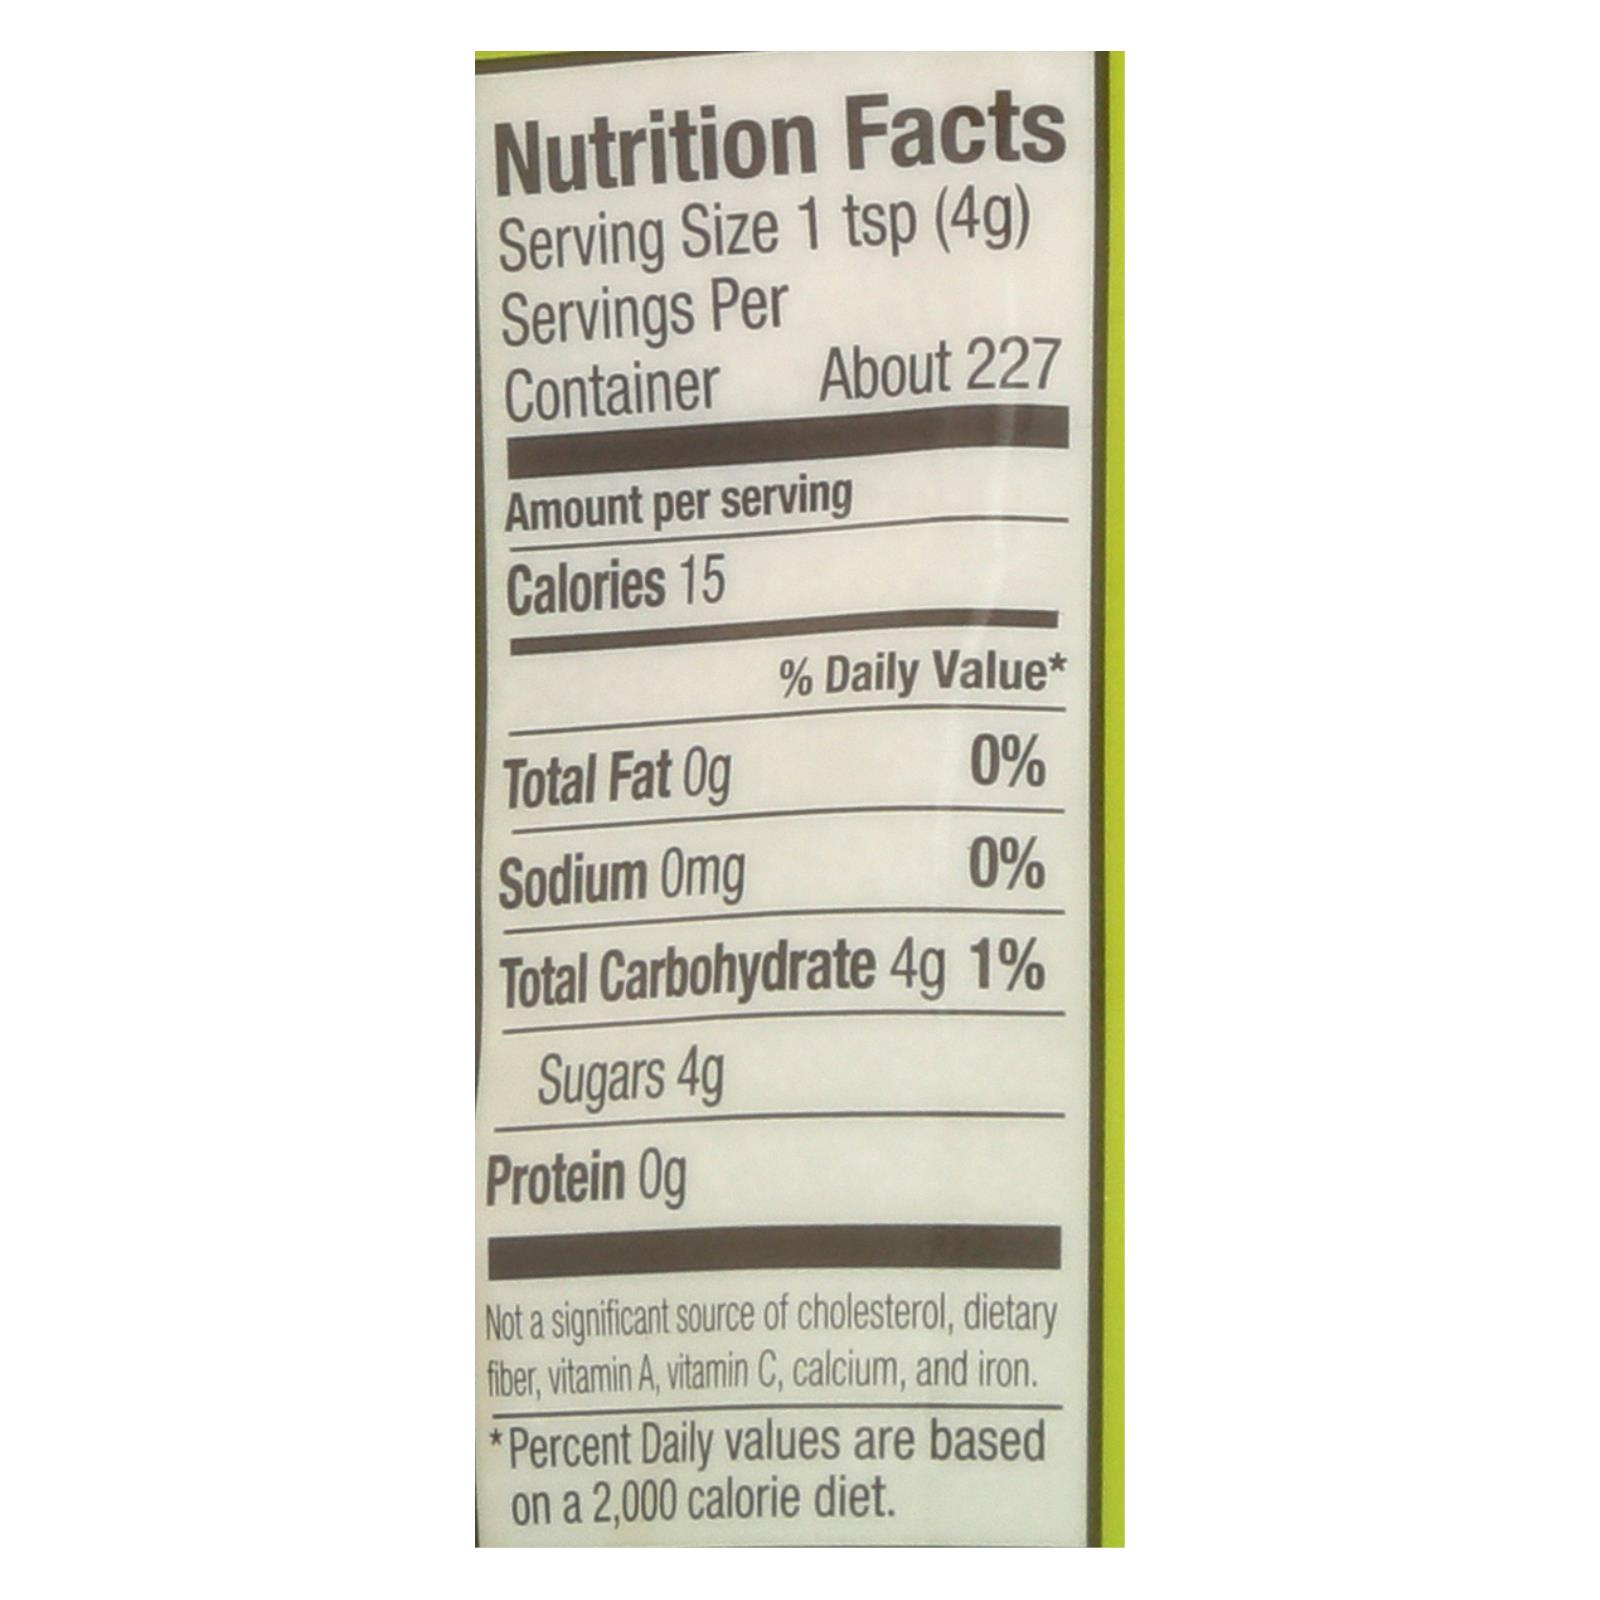 Nutrition Facts
Serving Size 1 tsp (4g)
Servings Per
Container About 227
Amount per serving
Calories 15
% Daily Value*
Total Fat 0g 0%
Sodium 0mg 0%
Total Carbohydrate 4g 1%
Sugars 4g
Protein 0g
Not a significant source of cholesterol, dietary
fiber, vitamin A, vitamin C, calcium, and iron.
*Percent Daily values are based
on a 2,000 calorie diet.